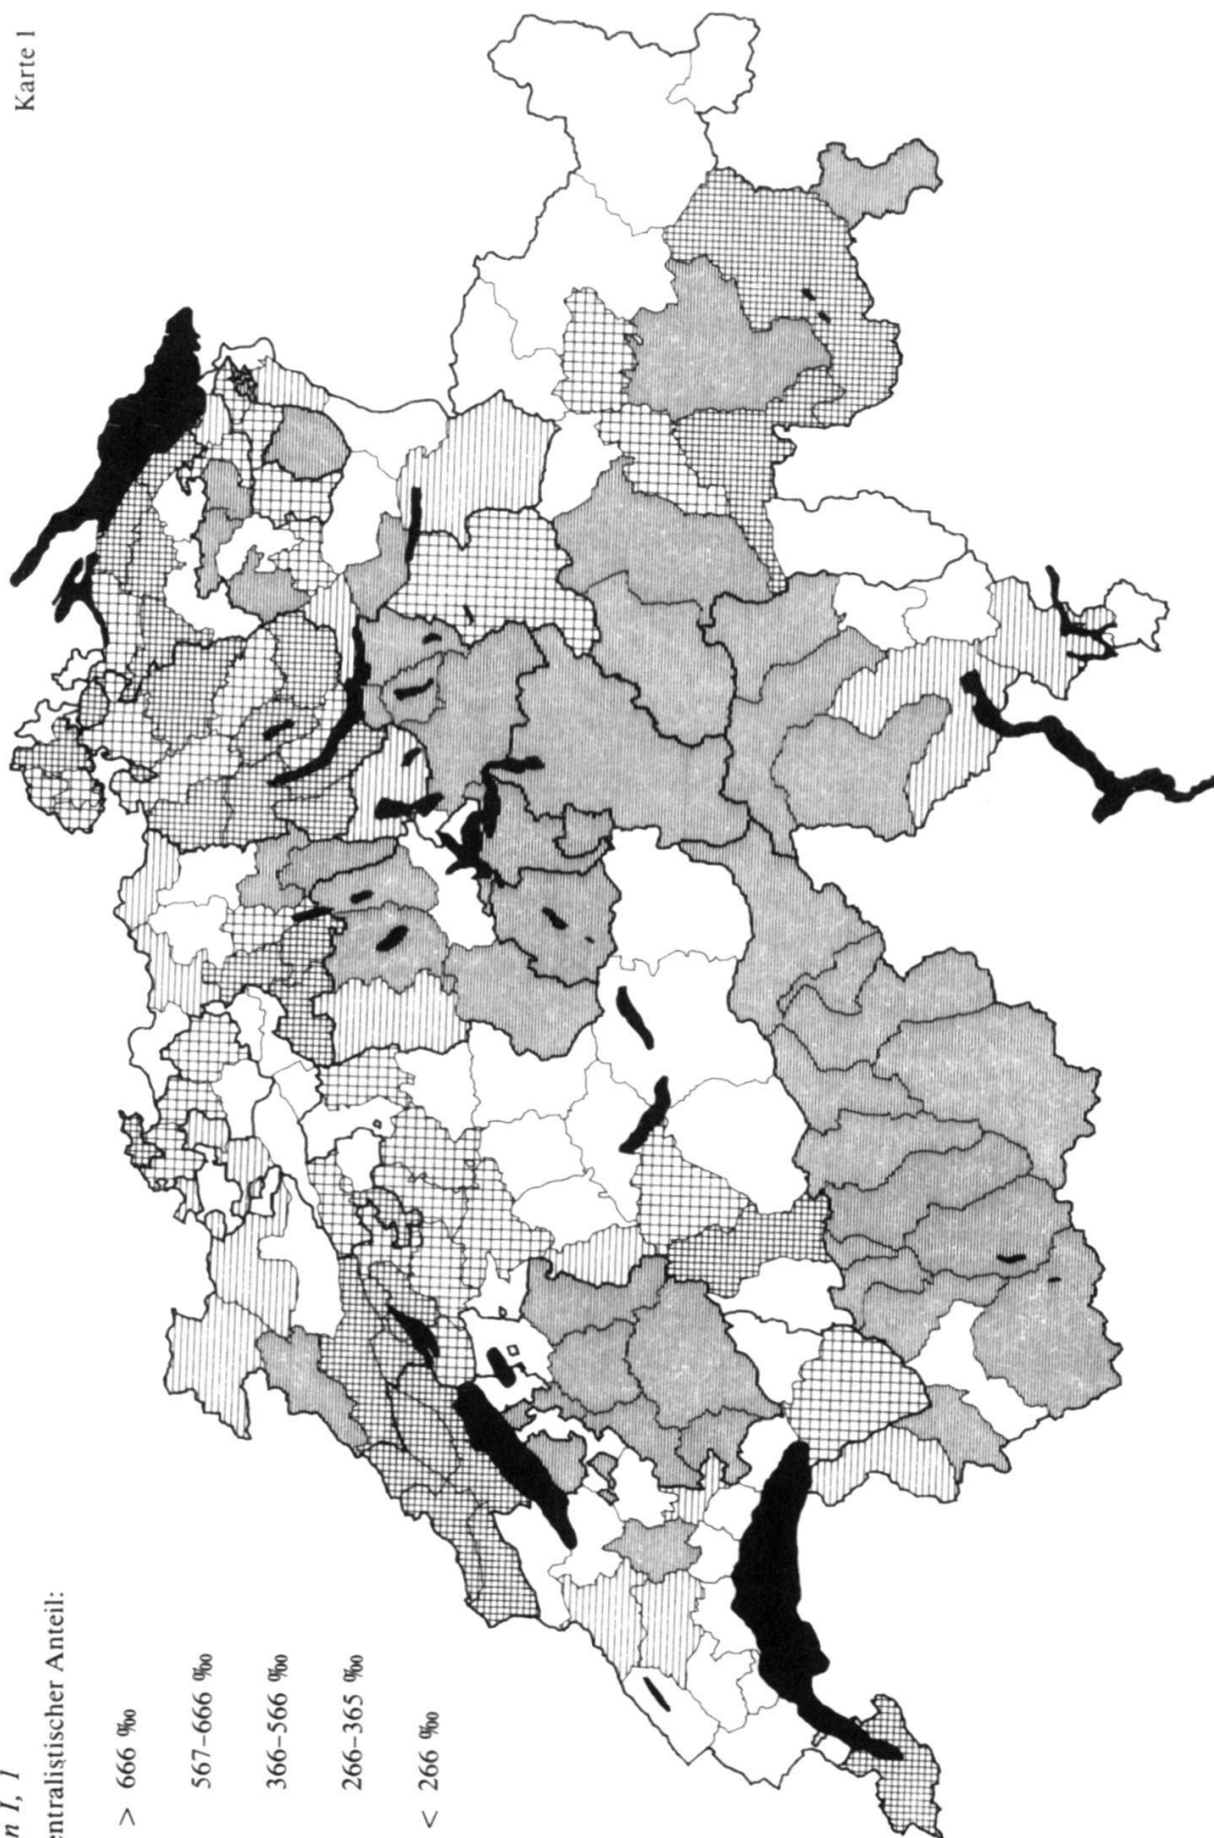 Karte 1
n I, 1
entralistischer Anteil:
> 666 ‰
567–666 ‰
366–566 ‰
266–365 ‰
< 266 ‰